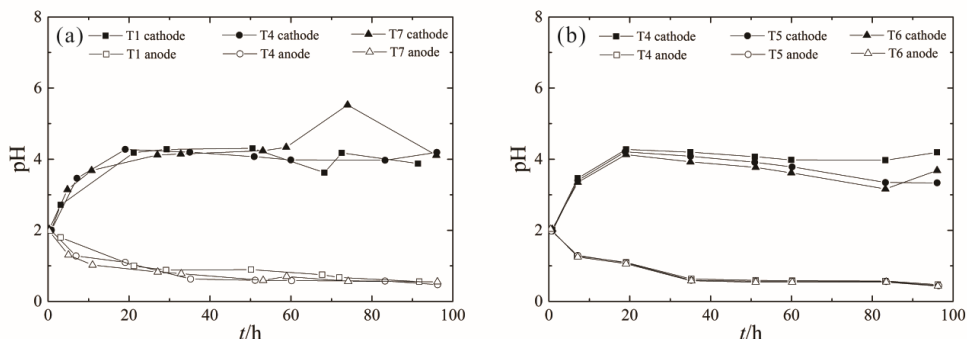 (a)
T1 cathode T4 cathode T7 cathode
T1 anode T4 anode T7 anode
pH
8
6
4
2
0
0 20 40 60 80 100
t/h
(b)
T4 cathode T5 cathode T6 cathode
T4 anode T5 anode T6 anode
pH
8
6
4
2
0
0 20 40 60 80 100
t/h